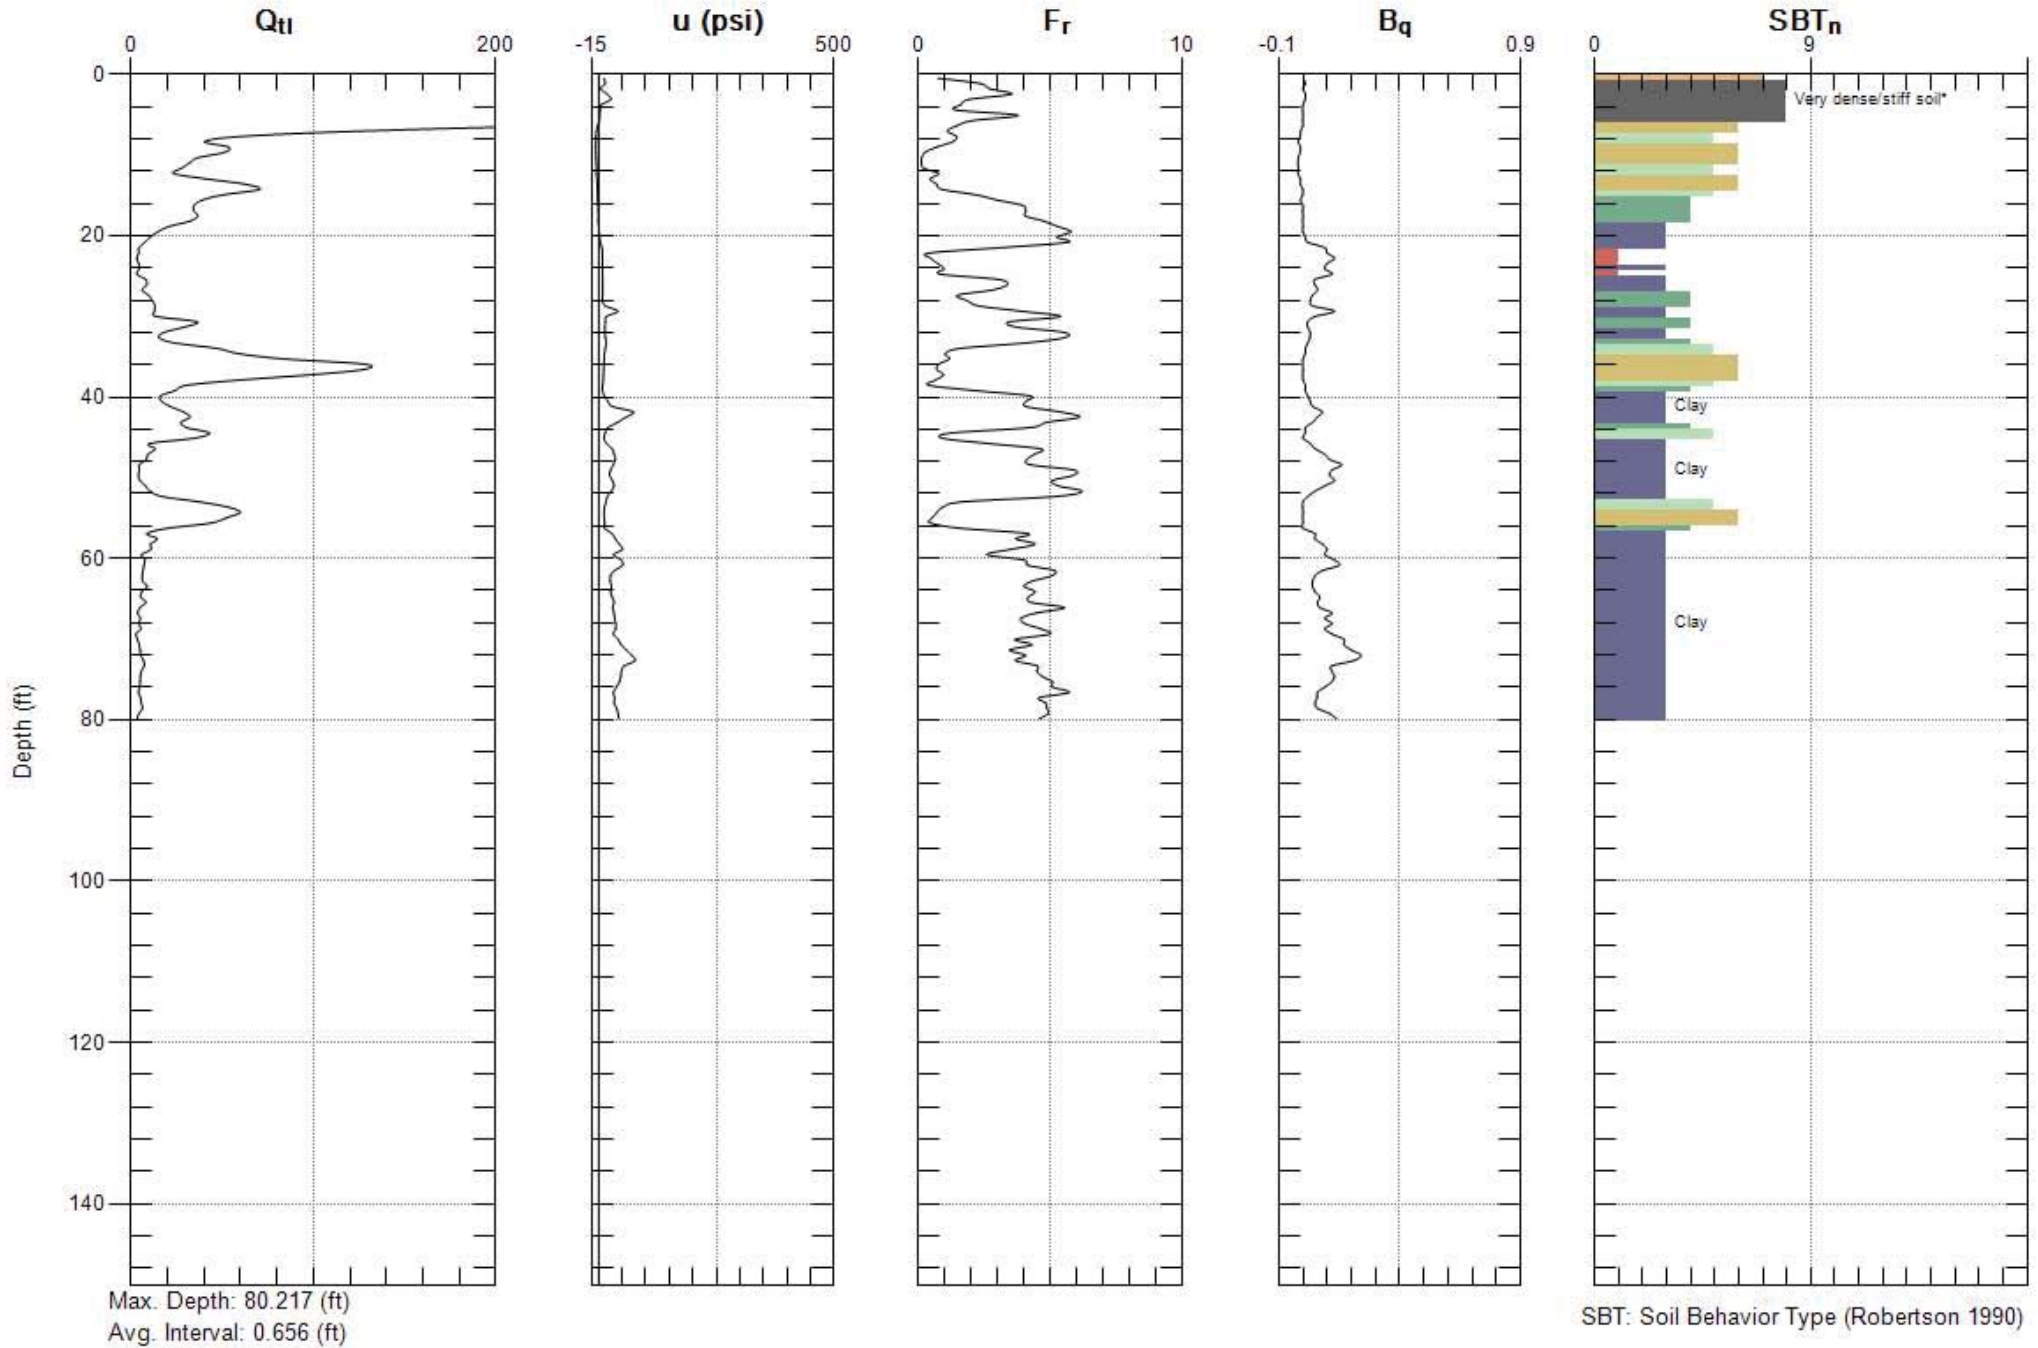 Qtl
u (psi)
Fr
Bq
SBTn
0 200
-15 500
0 10
-0.1 0.9
0 9
0
20
40
60
80
100
120
140
Depth (ft)
Very dense/stiff soil*
Clay
Clay
Clay
Max. Depth: 80.217 (ft)
Avg. Interval: 0.656 (ft)
SBT: Soil Behavior Type (Robertson 1990)